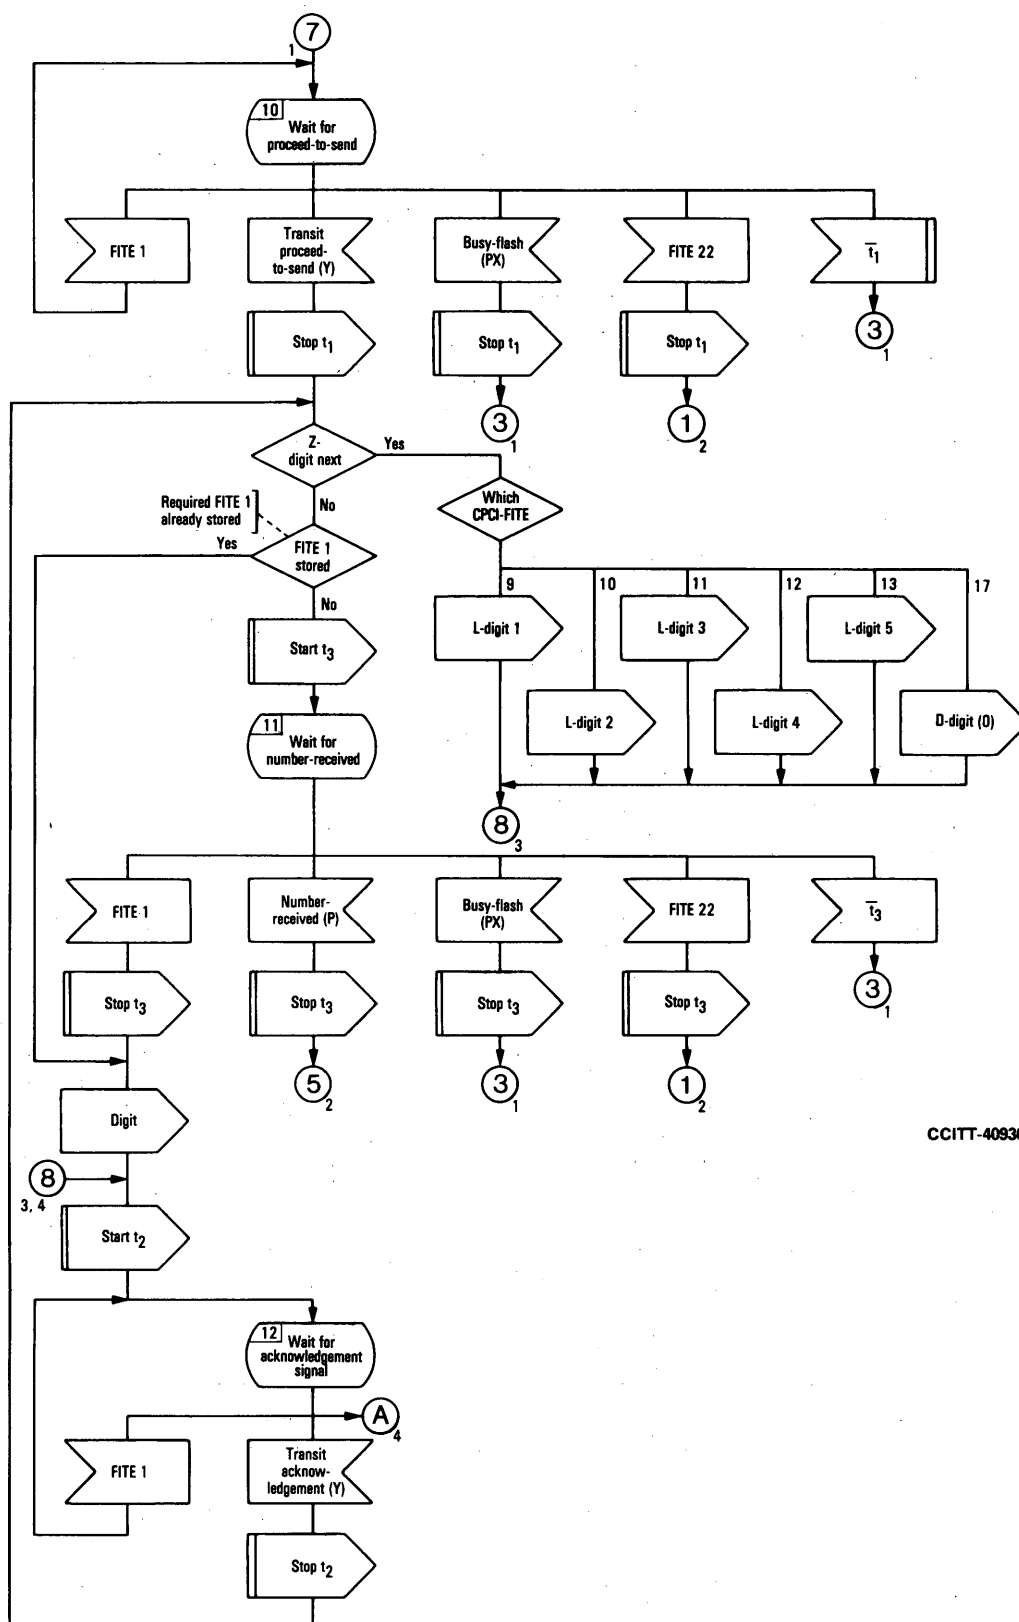 7
1
10
Wait for
proceed-to-send
FITE 1
Transit
proceed-
to-send (Y)
Busy-flash
(PX)
FITE 22
t1
Stop t1
Stop t1
Stop t1
3
1
3
1
1
2
Z-
digit next
Yes
No
Which
CPCI-FITE
Required FITE 1
already stored
Yes
FITE 1
stored
No
9
10
11
12
13
17
L-digit 1
L-digit 3
L-digit 5
Start t3
L-digit 2
L-digit 4
D-digit (0)
11
Wait for
number-received
8
3
FITE 1
Number-
received (P)
Busy-flash
(PX)
FITE 22
t3
Stop t3
Stop t3
Stop t3
Stop t3
3
1
5
2
3
1
1
2
Digit
CCITT-4093
8
3, 4
Start t2
12
Wait for
acknowledgement
signal
A
4
FITE 1
Transit
acknow-
ledgement (Y)
Stop t2